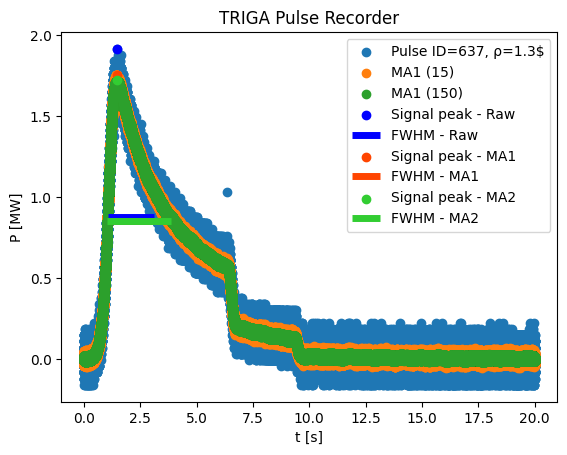 TRIGA Pulse Recorder
Pulse ID=637, ρ=1.3$
MA1 (15)
MA1 (150)
Signal peak - Raw
FWHM - Raw
Signal peak - MA1
FWHM - MA1
Signal peak - MA2
FWHM - MA2
P [MW]
2.0
1.5
1.0
0.5
0.0
0.0 2.5 5.0 7.5 10.0 12.5 15.0 17.5 20.0
t [s]